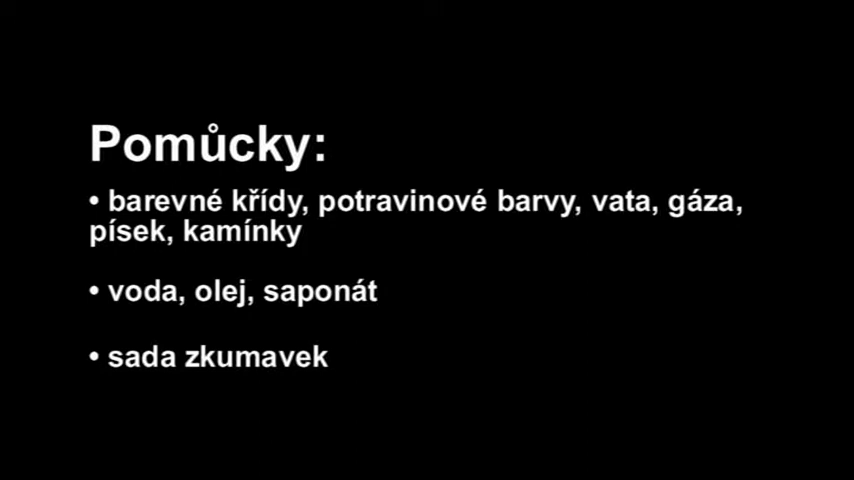 Pomůcky:
• barevné křídy, potravinové barvy, vata, gáza,
písek, kamínky
• voda, olej, saponát
• sada zkumavek